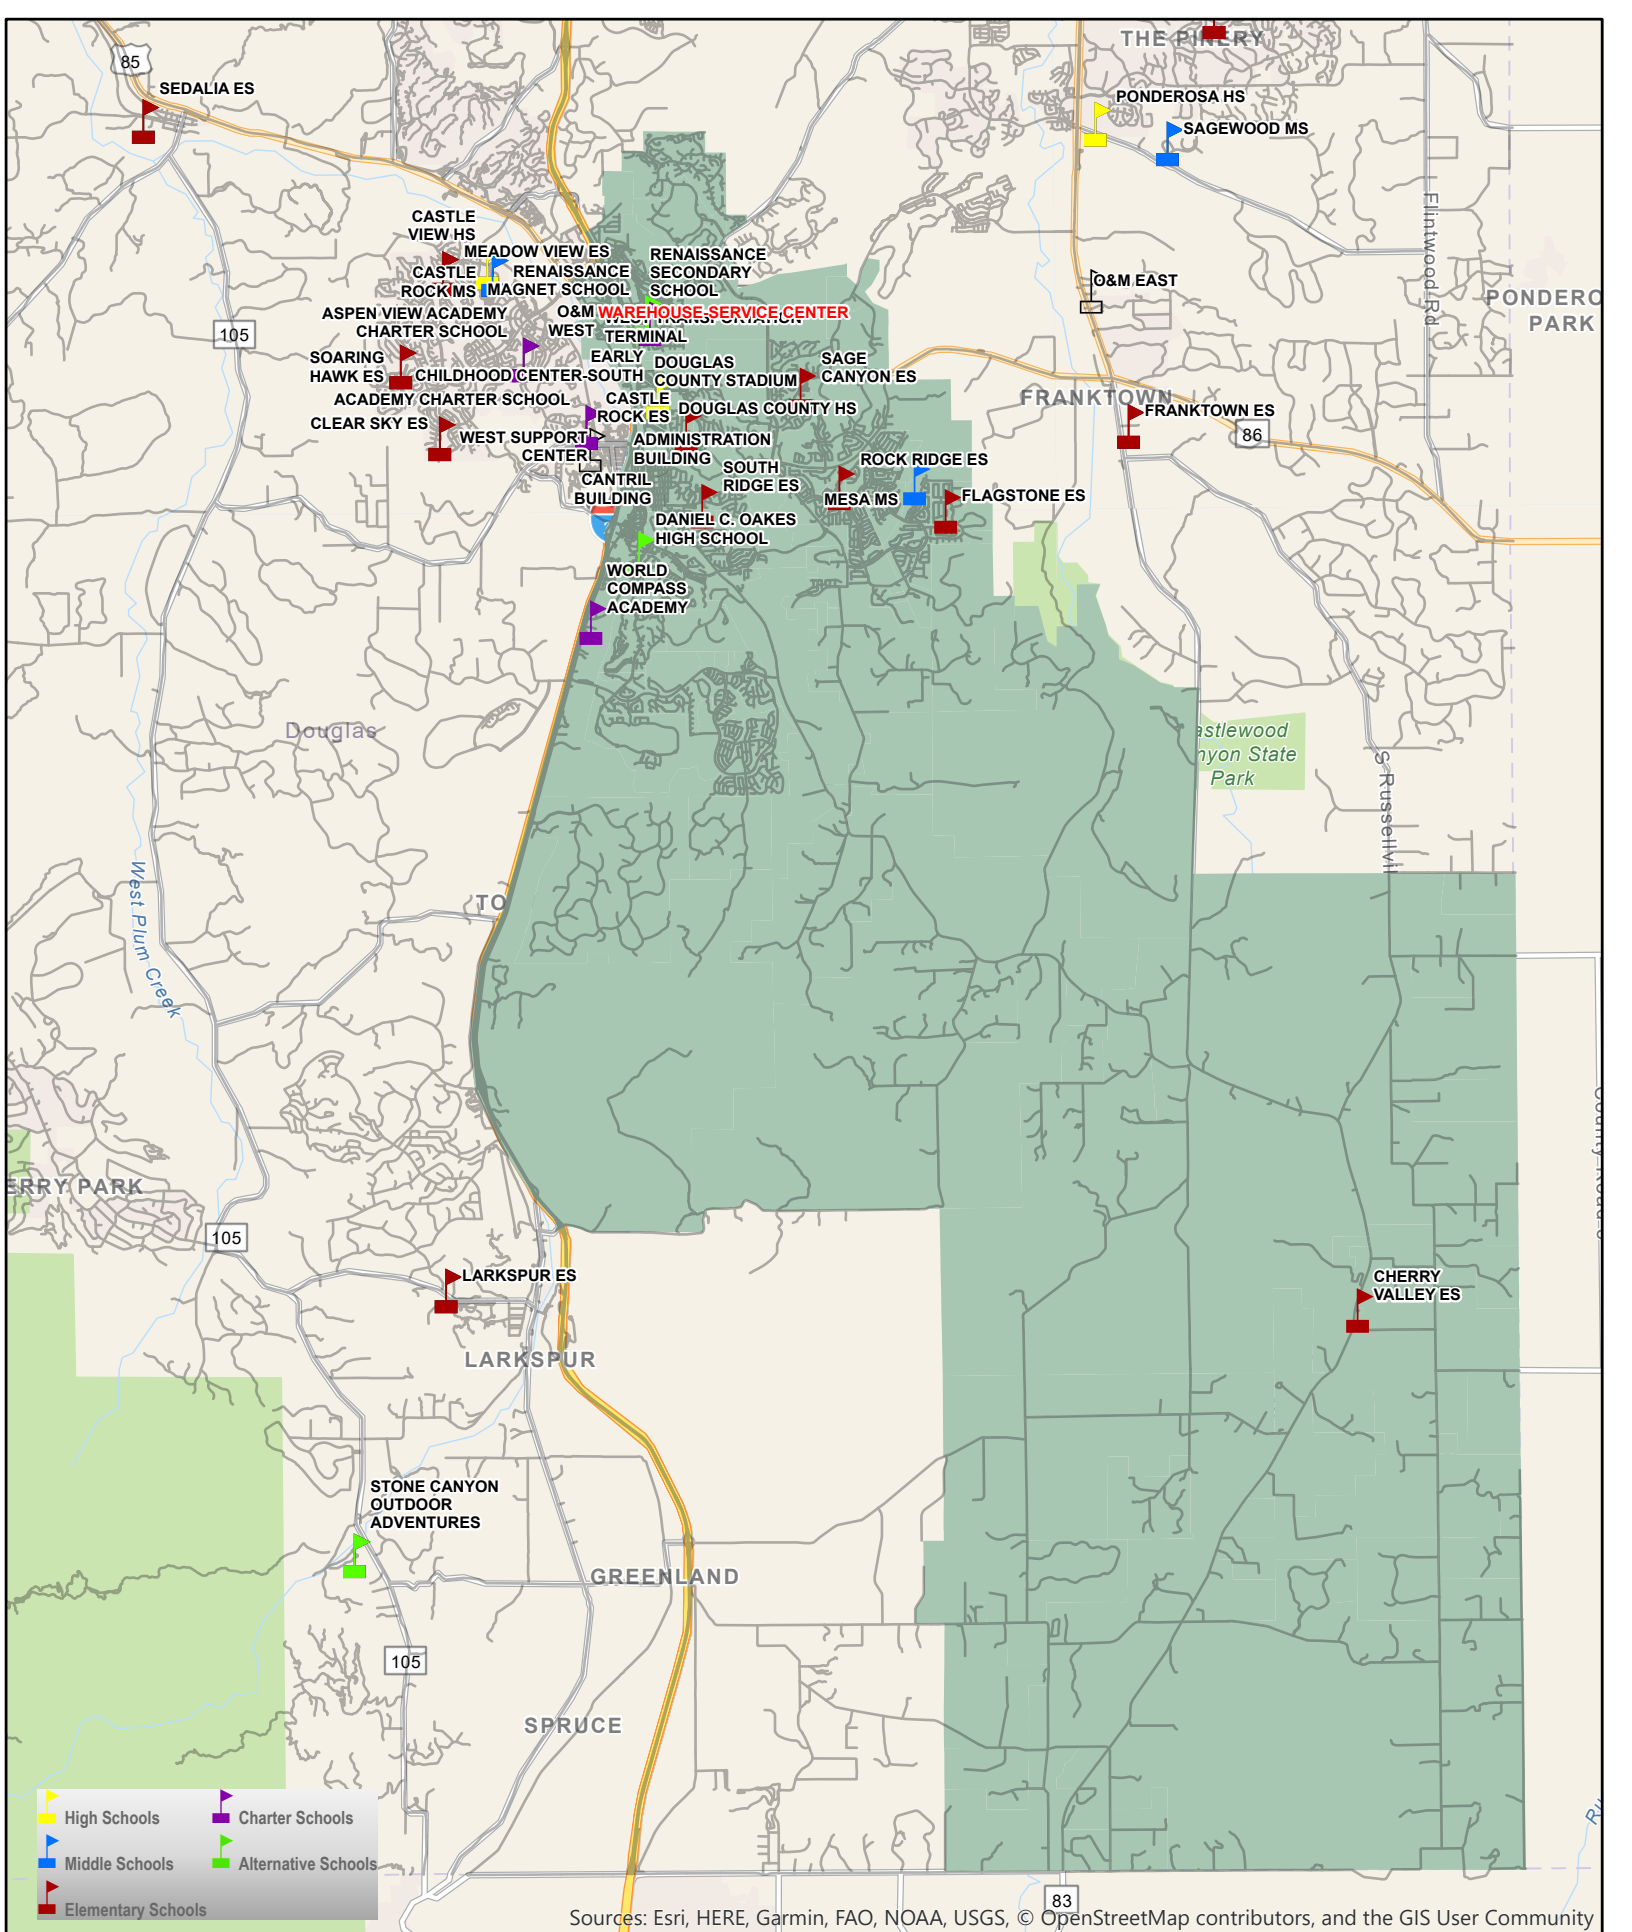 THE PINERY
85
SEDALIA ES
PONDEROSA HS
SAGEWOOD MS
Flintwood Rd
CASTLE
VIEW HS
MEADOW VIEW ES
CASTLE
ROCK MS
RENAISSANCE
MAGNET SCHOOL
RENAISSANCE
SECONDARY
SCHOOL
O&M EAST
PONDERO
PARK
ASPEN VIEW ACADEMY
CHARTER SCHOOL
O&M
WEST
WAREHOUSE SERVICE CENTER
TERMINAL
105
SOARING
HAWK ES
EARLY
CHILDHOOD CENTER-SOUTH
DOUGLAS
COUNTY STADIUM
SAGE
CANYON ES
ACADEMY CHARTER SCHOOL
CASTLE
ROCK ES
DOUGLAS COUNTY HS
FRANKTOWN
FRANKTOWN ES
86
CLEAR SKY ES
WEST SUPPORT
CENTER
ADMINISTRATION
BUILDING
CANTRIL
BUILDING
SOUTH
RIDGE ES
ROCK RIDGE ES
MESA MS
FLAGSTONE ES
DANIEL C. OAKES
HIGH SCHOOL
WORLD
COMPASS
ACADEMY
Douglas
astlewood
nyon State
Park
S Russellvil
TO
West Plum Creek
ERRY PARK
105
LARKSPUR ES
CHERRY
VALLEY ES
LARKSPUR
STONE CANYON
OUTDOOR
ADVENTURES
GREENLAND
105
SPRUCE
High Schools
Charter Schools
Middle Schools
Alternative Schools
Elementary Schools
83
Sources: Esri, HERE, Garmin, FAO, NOAA, USGS, © OpenStreetMap contributors, and the GIS User Community